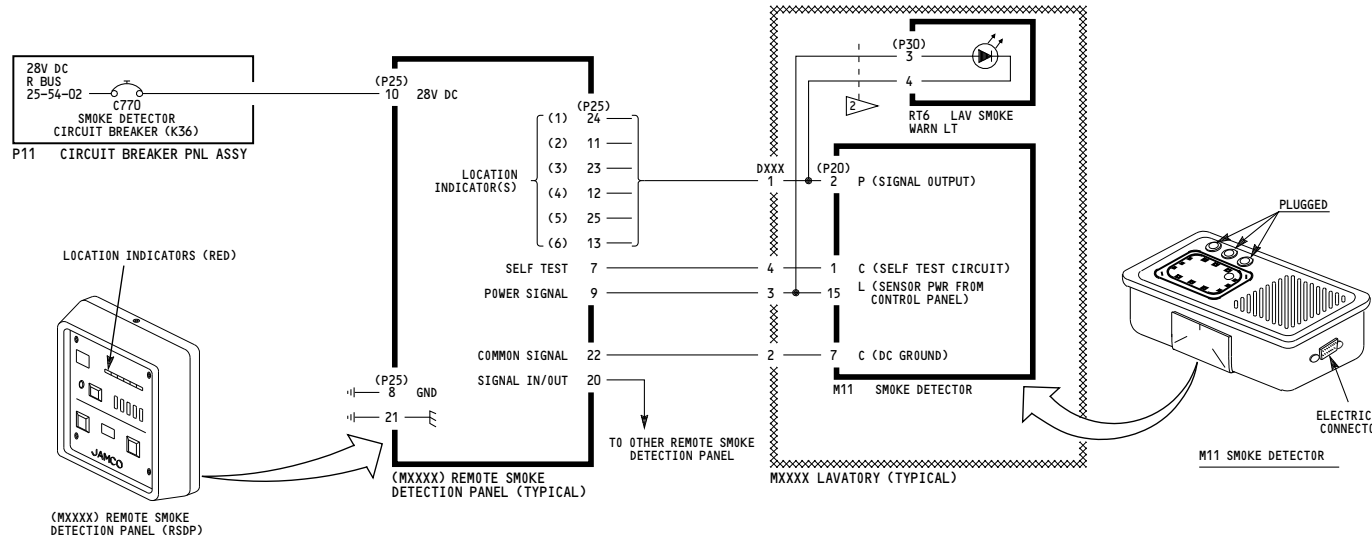 28V DC
R BUS
25-54-02
C770
SMOKE DETECTOR
CIRCUIT BREAKER (K36)
P11 CIRCUIT BREAKER PNL ASSY
(P25)
10 28V DC
(P25)
(1) 24
(2) 11
(3) 23
(4) 12
(5) 25
(6) 13
LOCATION
INDICATOR(S)
SELF TEST 7
POWER SIGNAL 9
COMMON SIGNAL 22
SIGNAL IN/OUT 20
(P25)
8 GND
21
TO OTHER REMOTE SMOKE
DETECTION PANEL
(MXXXX) REMOTE SMOKE
DETECTION PANEL (TYPICAL)
LOCATION INDICATORS (RED)
JAMCO
(MXXXX) REMOTE SMOKE
DETECTION PANEL (RSDP)
(P30)
3
4
2
RT6 LAV SMOKE
WARN LT
DXXX (P20)
1 2 P (SIGNAL OUTPUT)
4 1 C (SELF TEST CIRCUIT)
3 15 L (SENSOR PWR FROM
CONTROL PANEL)
2 7 C (DC GROUND)
M11 SMOKE DETECTOR
MXXXX LAVATORY (TYPICAL)
PLUGGED
M11 SMOKE DETECTOR